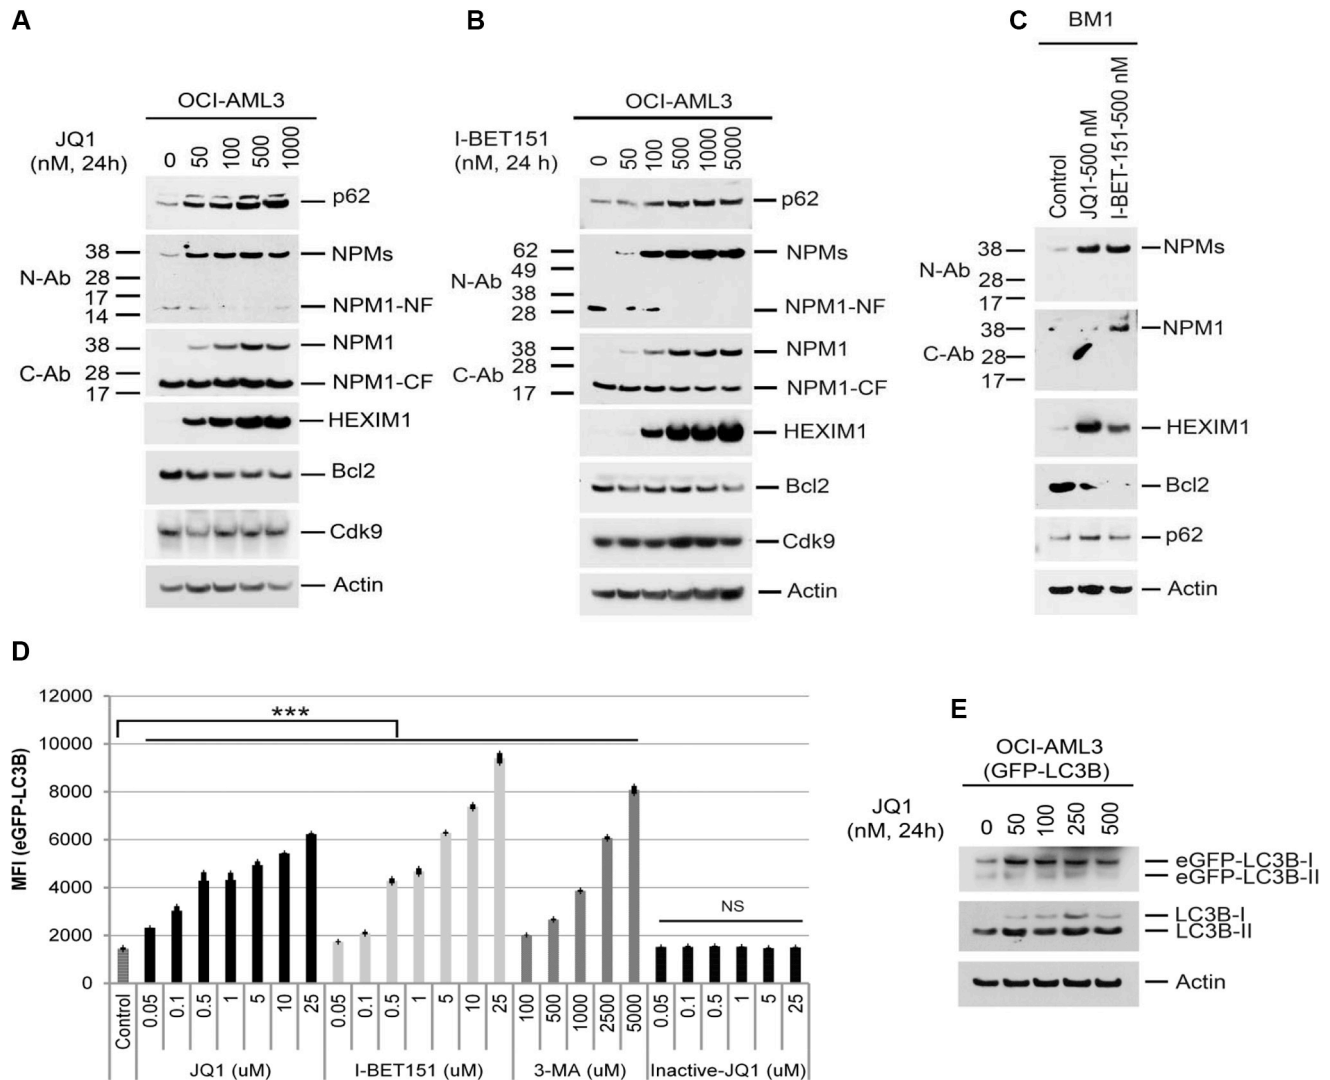 A
OCI-AML3
JQ1
(nM, 24h)
0 50 100 500 1000
p62
N-Ab
38
28
17
14
NPMs
NPM1-NF
C-Ab
38
28
17
NPM1
NPM1-CF
HEXIM1
Bcl2
Cdk9
Actin
B
OCI-AML3
I-BET151
(nM, 24 h)
0 50 100 500 1000 5000
p62
N-Ab
62
49
38
28
NPMs
NPM1-NF
C-Ab
38
28
17
NPM1
NPM1-CF
HEXIM1
Bcl2
Cdk9
Actin
C
BM1
Control
JQ1-500 nM
I-BET-151-500 nM
N-Ab
38
28
17
NPMs
C-Ab
38
28
17
NPM1
HEXIM1
Bcl2
p62
Actin
D
MFI (eGFP-LC3B)
12000
10000
8000
6000
4000
2000
0
***
NS
Control
0.05 0.1 0.5 1 5 10 25
0.05 0.1 0.5 1 5 10 25
100 500 1000 2500 5000
0.05 0.1 0.5 1 5 25
JQ1 (uM)
I-BET151 (uM)
3-MA (uM)
Inactive-JQ1 (uM)
E
OCI-AML3
(GFP-LC3B)
JQ1
(nM, 24h)
0 50 100 250 500
eGFP-LC3B-I
eGFP-LC3B-II
LC3B-I
LC3B-II
Actin